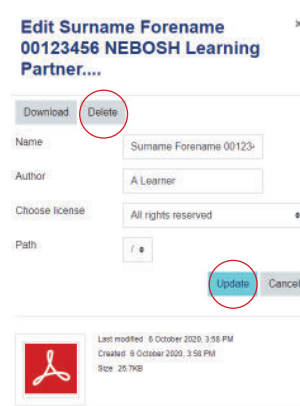 Edit Surname Forename
00123456 NEBOSH Learning
Partner....
×
Download Delete
Name Surname Forename 00123
Author A Learner
Choose license All rights reserved
Path /
Update Cancel
Last modified 6 October 2020, 3:56 PM
Created 6 October 2020, 3:56 PM
Size 26.7KB